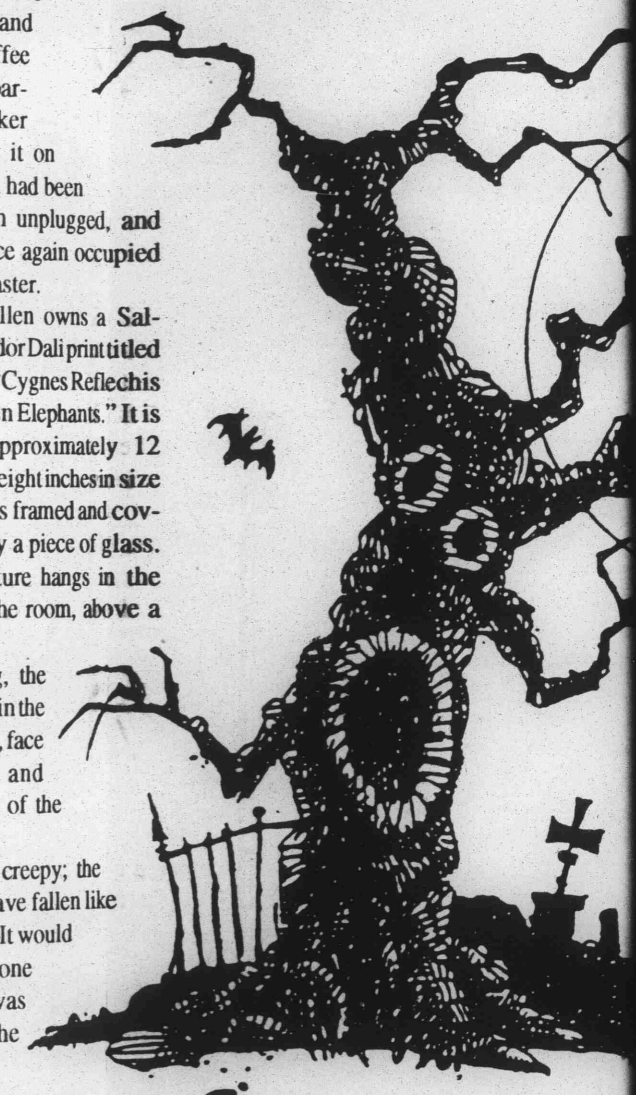 and
ffee
par-
ker
it on
had been
n unplugged, and
ce again occupied
aster.
llen owns a Sal-
dor Dali print titled
Cygnes Reflechis
n Elephants." It is
pproximately 12
eight inches in size
s framed and cov-
y a piece of glass.
ture hangs in the
he room, above a
g, the
in the
, face
and
of the
creepy; the
ave fallen like
It would
one
was
he